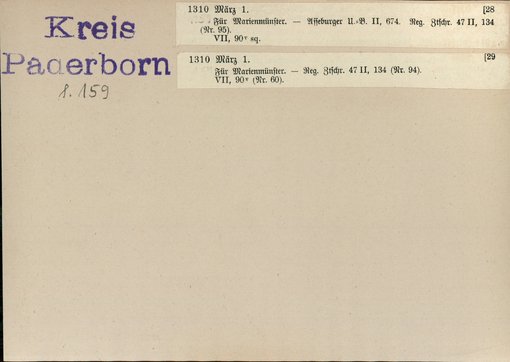 Kreis
Paderborn
S. 159
1310 März 1. [28
Für Marienmünster. — Asseburger U.-B. II, 674. Reg. Ztschr. 47 II, 134
(Nr. 95).
VII, 90v sq.
1310 März 1. [29
Für Marienmünster. — Reg. Ztschr. 47 II, 134 (Nr. 94).
VII, 90v (Nr. 60).